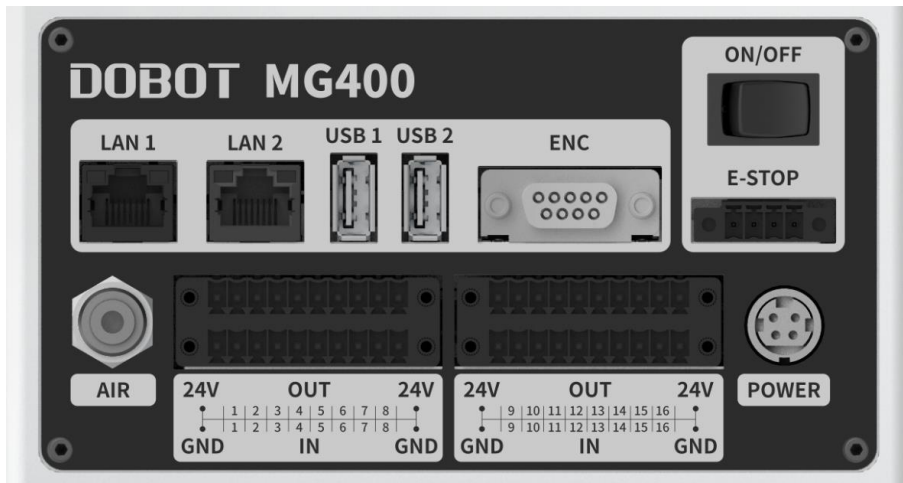 DOBOT MG400
ON/OFF
LAN 1 LAN 2 USB 1 USB 2 ENC
E-STOP
AIR
24V OUT 24V
1 2 3 4 5 6 7 8
1 2 3 4 5 6 7 8
GND IN GND
24V OUT 24V
9 10 11 12 13 14 15 16
9 10 11 12 13 14 15 16
GND IN GND
POWER